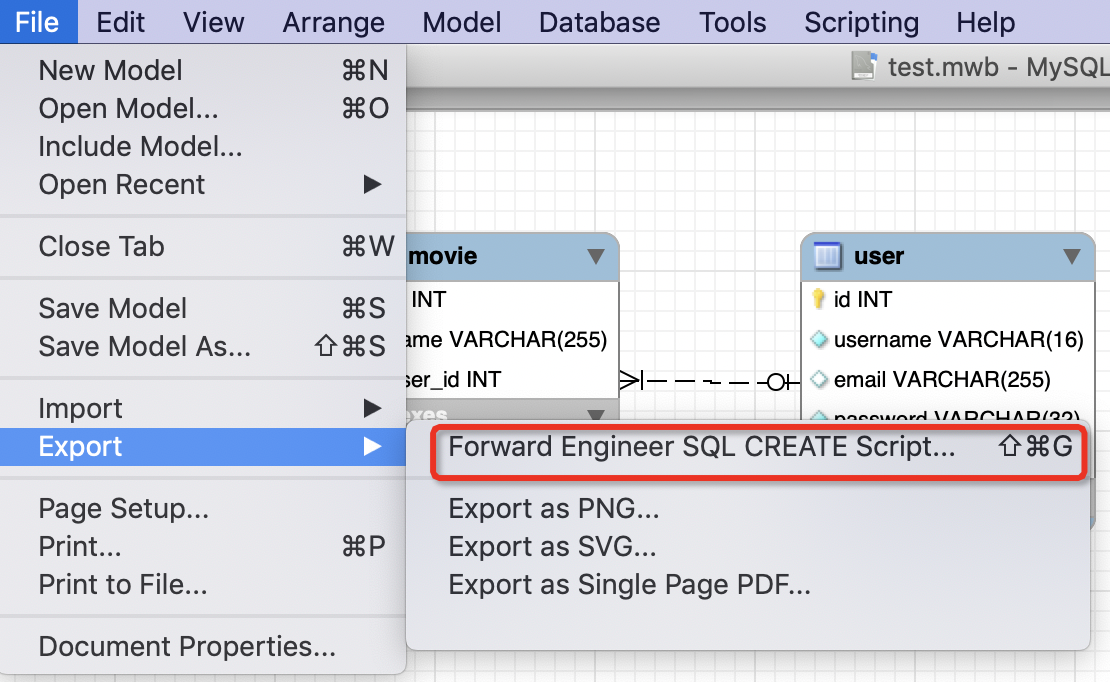 File Edit View Arrange Model Database Tools Scripting Help
test.mwb - MySQL
New Model ⌘N
Open Model... ⌘O
Include Model...
Open Recent ▶
Close Tab ⌘W
Save Model ⌘S
Save Model As... ⇧⌘S
Import ▶
Export ▶
Page Setup...
Print... ⌘P
Print to File...
Document Properties...
movie
INT
ame VARCHAR(255)
ser_id INT
exes
user
id INT
username VARCHAR(16)
email VARCHAR(255)
password VARCHAR(32)
Forward Engineer SQL CREATE Script... ⇧⌘G
Export as PNG...
Export as SVG...
Export as Single Page PDF...